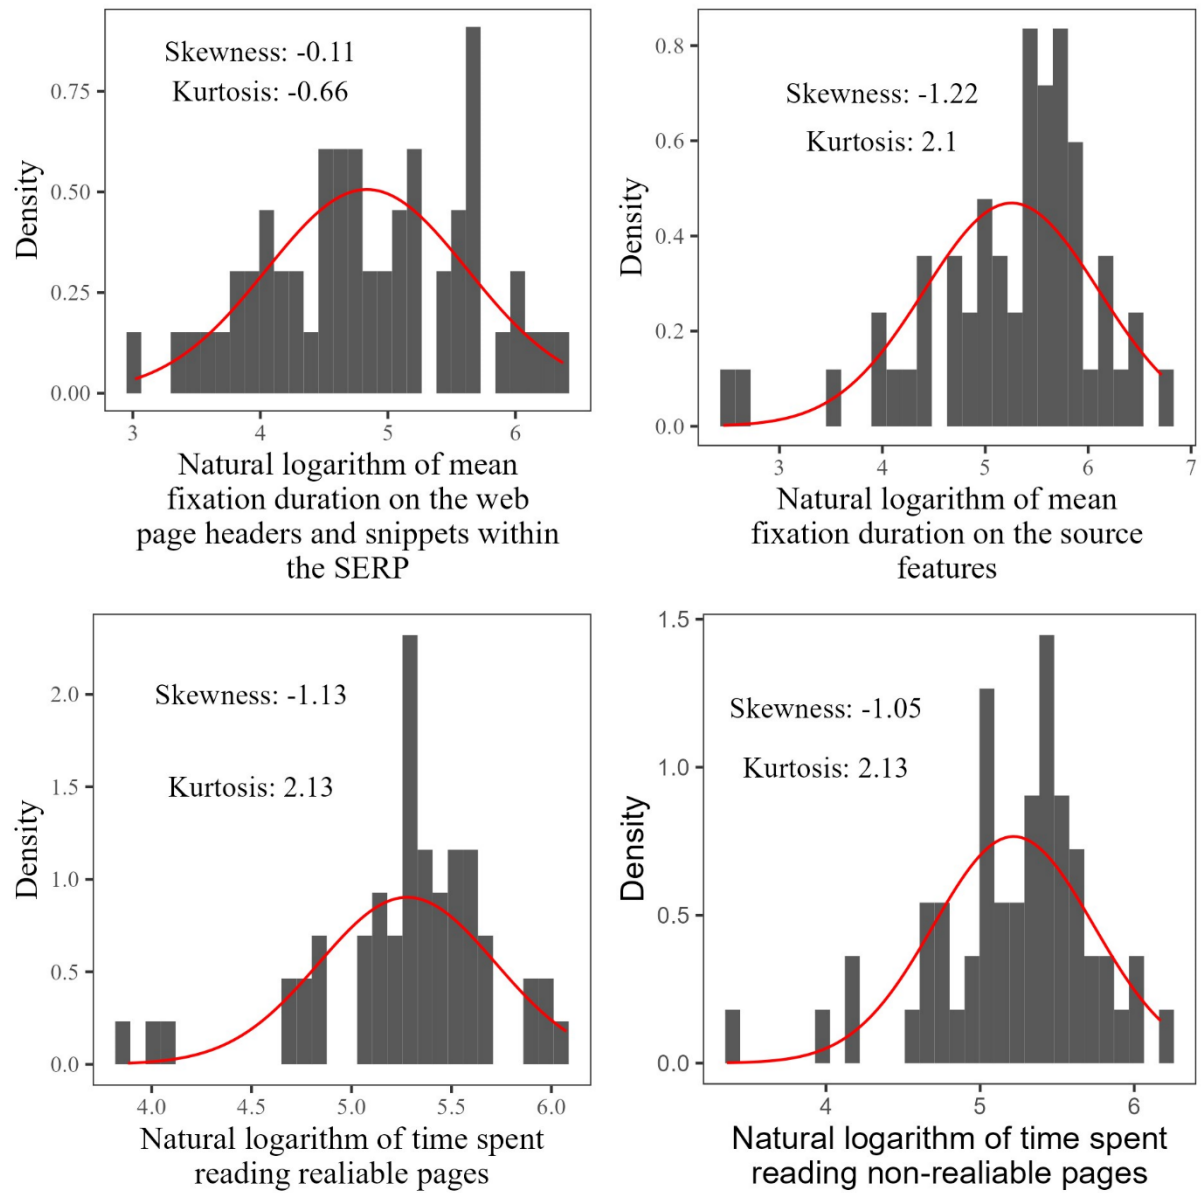 Skewness: -0.11
Kurtosis: -0.66
0.75
0.50
0.25
0.00
Density
3 4 5 6
Natural logarithm of mean
fixation duration on the web
page headers and snippets within
the SERP
Skewness: -1.22
Kurtosis: 2.1
0.8
0.6
0.4
0.2
0.0
Density
3 4 5 6 7
Natural logarithm of mean
fixation duration on the source
features
Skewness: -1.13
Kurtosis: 2.13
2.0
1.5
1.0
0.5
0.0
Density
4.0 4.5 5.0 5.5 6.0
Natural logarithm of time spent
reading realiable pages
Skewness: -1.05
Kurtosis: 2.13
1.5
1.0
0.5
0.0
Density
4 5 6
Natural logarithm of time spent
reading non-realiable pages